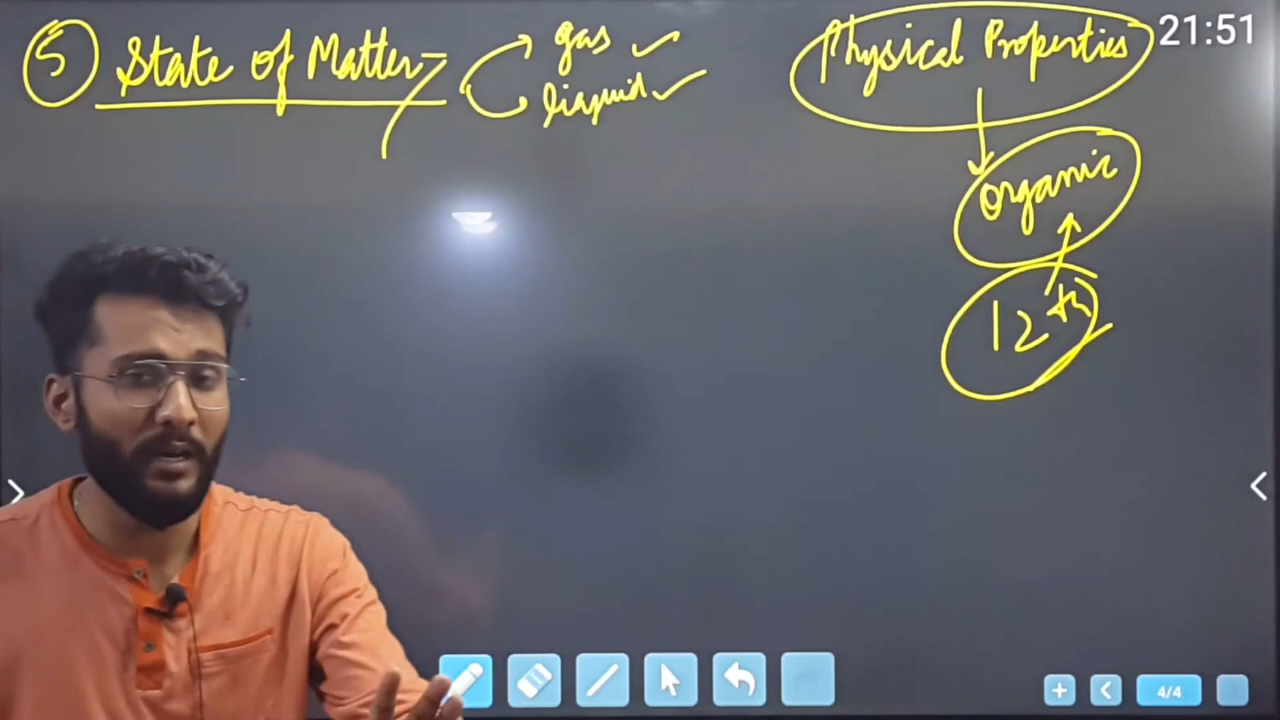 5 State of Matter-
gas
liquid
Physical Properties
organic
12th
21:51
4/4